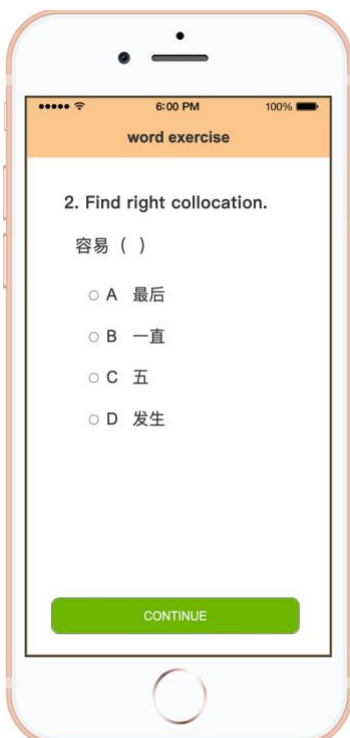 6:00 PM 100%
word exercise
2. Find right collocation.
容易 ( )
A 最后
B 一直
C 五
D 发生
CONTINUE